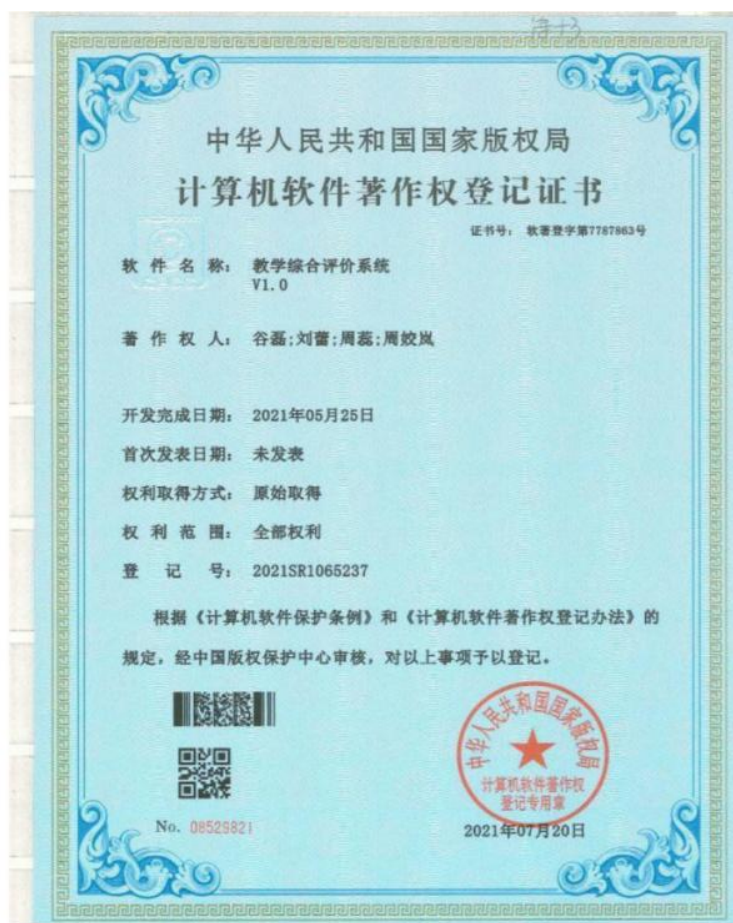 中华人民共和国国家版权局
计算机软件著作权登记证书
证书号： 软著登字第7787863号
软件名称： 教学综合评价系统
V1.0
著作权人： 谷磊;刘蕾;周蕊;周姣岚
开发完成日期： 2021年05月25日
首次发表日期： 未发表
权利取得方式： 原始取得
权利范围： 全部权利
登记号： 2021SR1065237
根据《计算机软件保护条例》和《计算机软件著作权登记办法》的
规定，经中国版权保护中心审核，对以上事项予以登记。
中华人民共和国国家版权局
计算机软件著作权
登记专用章
No. 08529821
2021年07月20日